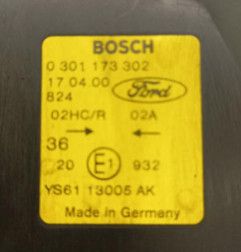 BOSCH
0 301 173 302
17 04 00
824
Ford
02HC/R 02A
36
20 E1 932
YS61 13005 AK
Made in Germany